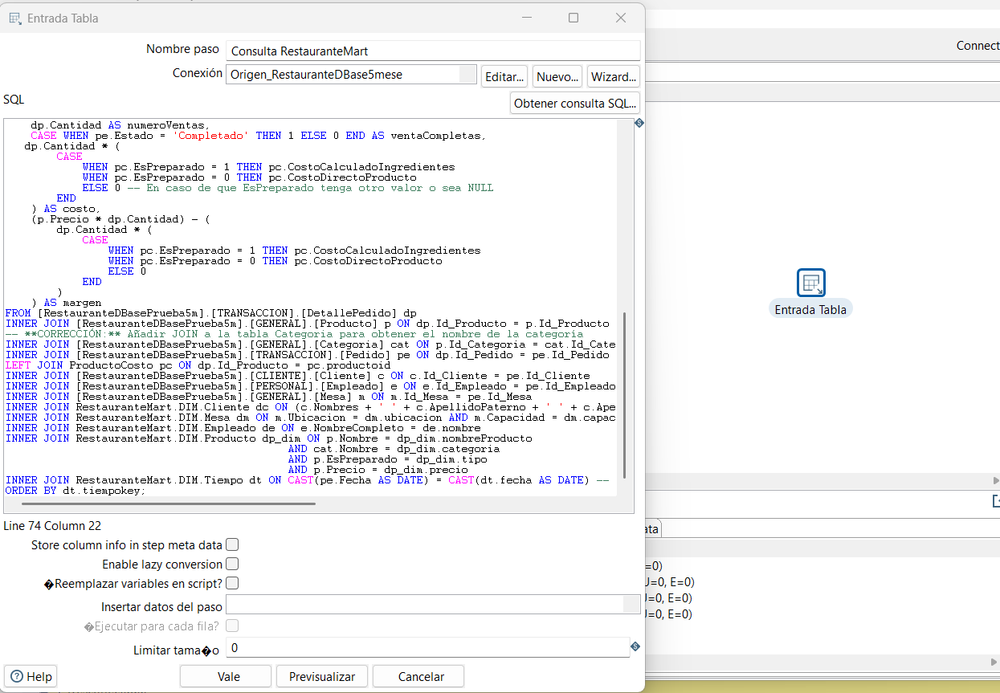 Entrada Tabla
Nombre paso Consulta RestauranteMart
Connect
Conexión Origen_RestauranteDBase5mese Editar... Nuevo... Wizard...
SQL
Obtener consulta SQL...
dp.Cantidad AS numeroVentas,
CASE WHEN pe.Estado = 'Completado' THEN 1 ELSE 0 END AS ventaCompletas,
dp.Cantidad * (
CASE
WHEN pc.EsPreparado = 1 THEN pc.CostoCalculadoIngredientes
WHEN pc.EsPreparado = 0 THEN pc.CostoDirectoProducto
ELSE 0 -- En caso de que EsPreparado tenga otro valor o sea NULL
END
) AS costo,
(p.Precio * dp.Cantidad) - (
dp.Cantidad * (
CASE
WHEN pc.EsPreparado = 1 THEN pc.CostoCalculadoIngredientes
WHEN pc.EsPreparado = 0 THEN pc.CostoDirectoProducto
ELSE 0
END
)
) AS margen
FROM [RestauranteDBasePrueba5m].[TRANSACCION].[DetallePedido] dp
INNER JOIN [RestauranteDBasePrueba5m].[GENERAL].[Producto] p ON dp.Id_Producto = p.Id_Producto
-- **CORRECCIÓN:** Añadir JOIN a la tabla Categoria para obtener el nombre de la categoría
INNER JOIN [RestauranteDBasePrueba5m].[GENERAL].[Categoria] cat ON p.Id_Categoria = cat.Id_Cate
INNER JOIN [RestauranteDBasePrueba5m].[TRANSACCION].[Pedido] pe ON dp.Id_Pedido = pe.Id_Pedido
LEFT JOIN ProductoCosto pc ON dp.Id_Producto = pc.productoid
INNER JOIN [RestauranteDBasePrueba5m].[CLIENTE].[Cliente] c ON c.Id_Cliente = pe.Id_Cliente
INNER JOIN [RestauranteDBasePrueba5m].[PERSONAL].[Empleado] e ON e.Id_Empleado = pe.Id_Empleado
INNER JOIN [RestauranteDBasePrueba5m].[GENERAL].[Mesa] m ON m.Id_Mesa = pe.Id_Mesa
INNER JOIN RestauranteMart.DIM.Cliente dc ON (c.Nombres + ' ' + c.ApellidoPaterno + ' ' + c.Ape
INNER JOIN RestauranteMart.DIM.Mesa dm ON m.Ubicacion = dm.ubicacion AND m.Capacidad = dm.capac
INNER JOIN RestauranteMart.DIM.Empleado de ON e.NombreCompleto = de.nombre
INNER JOIN RestauranteMart.DIM.Producto dp_dim ON p.Nombre = dp_dim.nombreProducto
AND cat.Nombre = dp_dim.categoria
AND p.EsPreparado = dp_dim.tipo
AND p.Precio = dp_dim.precio
INNER JOIN RestauranteMart.DIM.Tiempo dt ON CAST(pe.Fecha AS DATE) = CAST(dt.fecha AS DATE) --
ORDER BY dt.tiempokey;
Entrada Tabla
Line 74 Column 22
Store column info in step meta data
Enable lazy conversion
�Reemplazar variables en script?
Insertar datos del paso
�Ejecutar para cada fila?
Limitar tama�o 0
Help Vale Previsualizar Cancelar
ata
=0)
J=0, E=0)
J=0, E=0)
J=0, E=0)